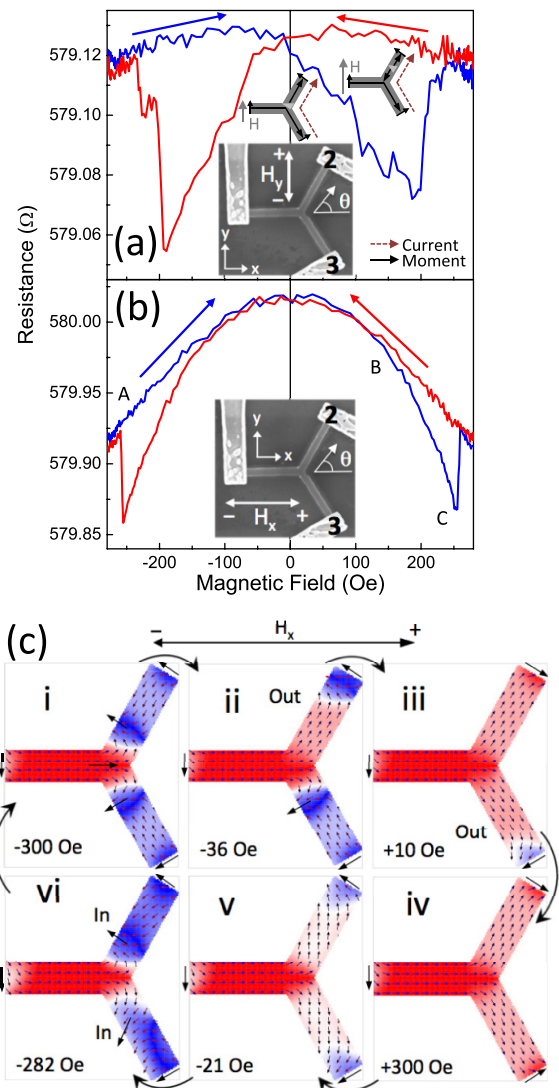 579.12
579.10
579.08
579.06
(a)
H
H
+
Hy
−
2
θ
y
x
3
Current
Moment
Resistance (Ω)
(b)
580.00
579.95
579.90
579.85
A
B
C
y
x
2
θ
− Hx +
3
-200 -100 0 100 200
Magnetic Field (Oe)
(c)
− Hx +
i
-300 Oe
ii
Out
-36 Oe
iii
Out
+10 Oe
vi
In
In
-282 Oe
v
-21 Oe
iv
+300 Oe